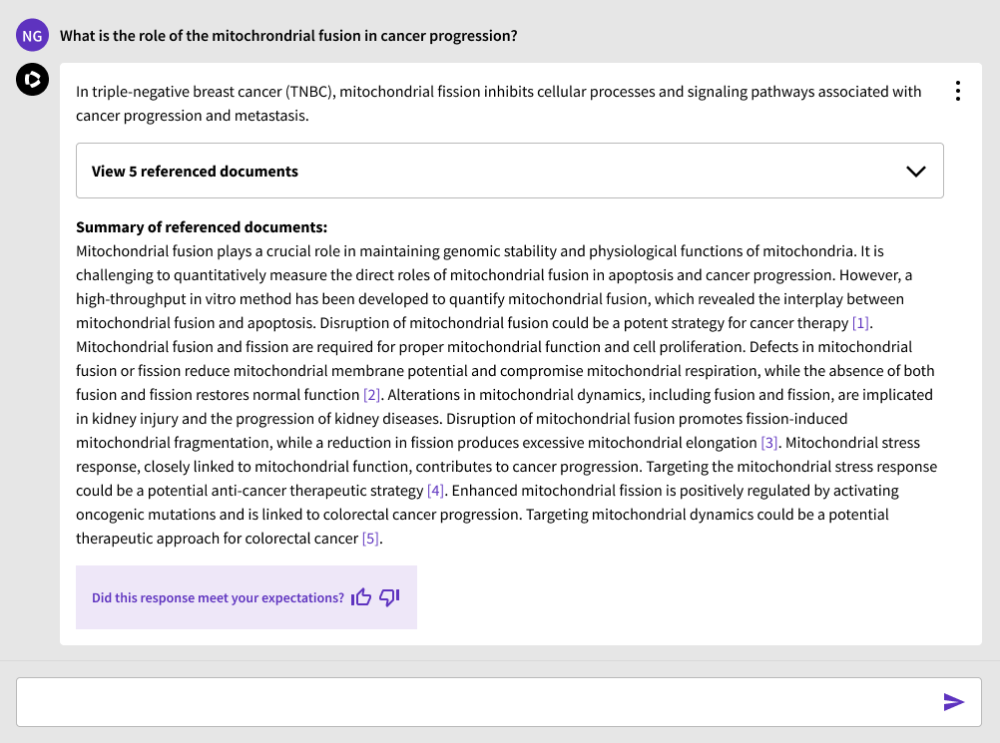 NG
What is the role of the mitochrondrial fusion in cancer progression?
In triple-negative breast cancer (TNBC), mitochondrial fission inhibits cellular processes and signaling pathways associated with
cancer progression and metastasis.
View 5 referenced documents
Summary of referenced documents:
Mitochondrial fusion plays a crucial role in maintaining genomic stability and physiological functions of mitochondria. It is
challenging to quantitatively measure the direct roles of mitochondrial fusion in apoptosis and cancer progression. However, a
high-throughput in vitro method has been developed to quantify mitochondrial fusion, which revealed the interplay between
mitochondrial fusion and apoptosis. Disruption of mitochondrial fusion could be a potent strategy for cancer therapy [1].
Mitochondrial fusion and fission are required for proper mitochondrial function and cell proliferation. Defects in mitochondrial
fusion or fission reduce mitochondrial membrane potential and compromise mitochondrial respiration, while the absence of both
fusion and fission restores normal function [2]. Alterations in mitochondrial dynamics, including fusion and fission, are implicated
in kidney injury and the progression of kidney diseases. Disruption of mitochondrial fusion promotes fission-induced
mitochondrial fragmentation, while a reduction in fission produces excessive mitochondrial elongation [3]. Mitochondrial stress
response, closely linked to mitochondrial function, contributes to cancer progression. Targeting the mitochondrial stress response
could be a potential anti-cancer therapeutic strategy [4]. Enhanced mitochondrial fission is positively regulated by activating
oncogenic mutations and is linked to colorectal cancer progression. Targeting mitochondrial dynamics could be a potential
therapeutic approach for colorectal cancer [5].
Did this response meet your expectations?